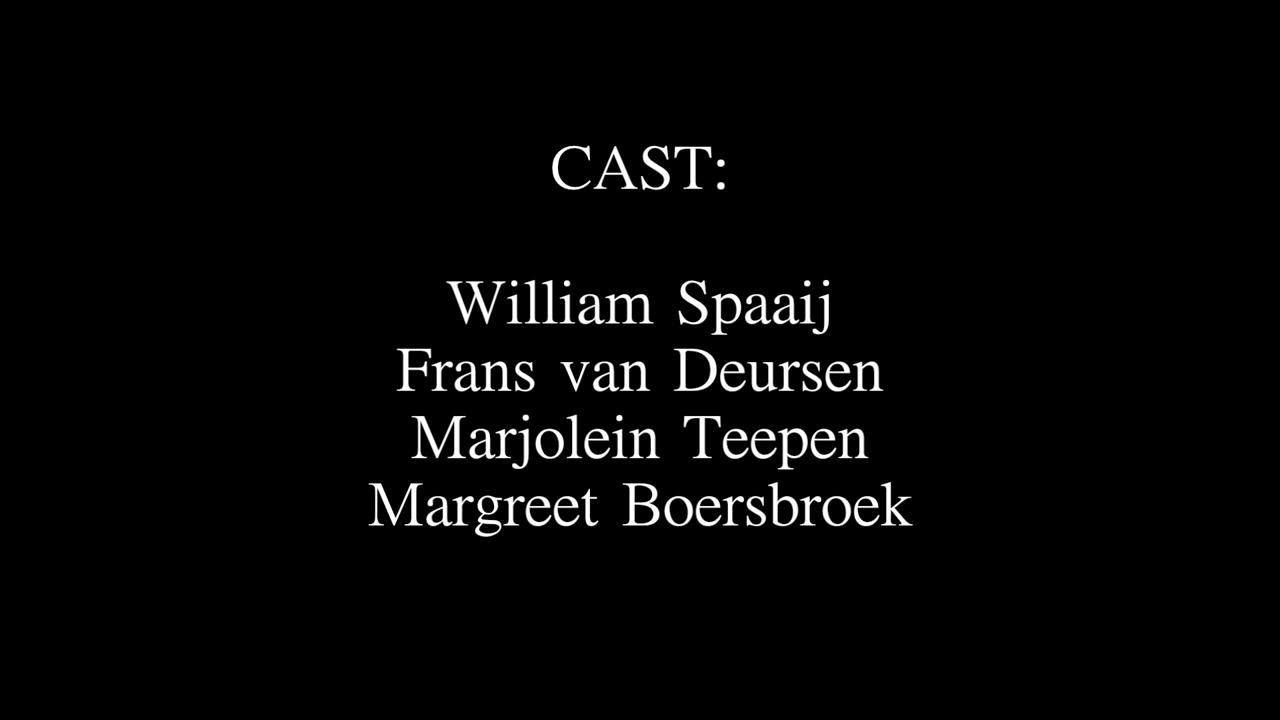 CAST:
William Spaaij
Frans van Deursen
Marjolein Teepen
Margreet Boersbroek